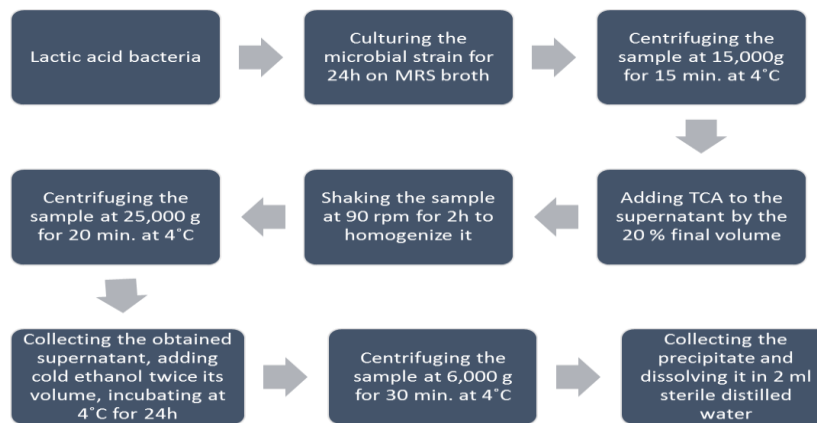 Lactic acid bacteria
Culturing the
microbial strain for
24h on MRS broth
Centrifuging the
sample at 15,000g
for 15 min. at 4˚C
Adding TCA to the
supernatant by the
20 % final volume
Shaking the sample
at 90 rpm for 2h to
homogenize it
Centrifuging the
sample at 25,000 g
for 20 min. at 4˚C
Collecting the obtained
supernatant, adding
cold ethanol twice its
volume, incubating at
4˚C for 24h
Centrifuging the
sample at 6,000 g
for 30 min. at 4˚C
Collecting the
precipitate and
dissolving it in 2 ml
sterile distilled
water